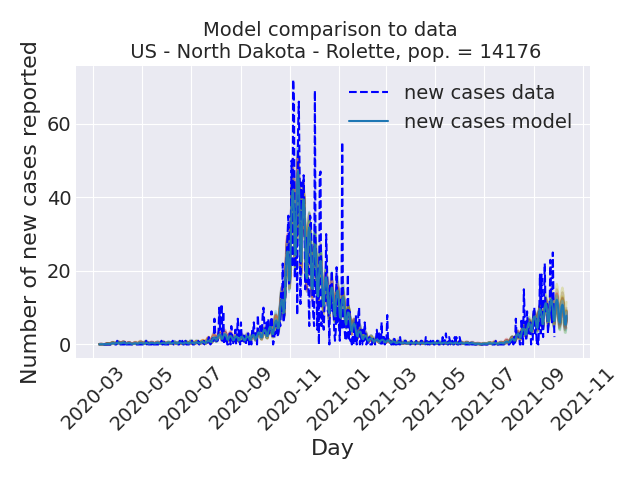 Model comparison to data
US - North Dakota - Rolette, pop. = 14176
Number of new cases reported
60
40
20
0
new cases data
new cases model
2020-03
2020-05
2020-07
2020-09
2020-11
2021-01
2021-03
2021-05
2021-07
2021-09
2021-11
Day